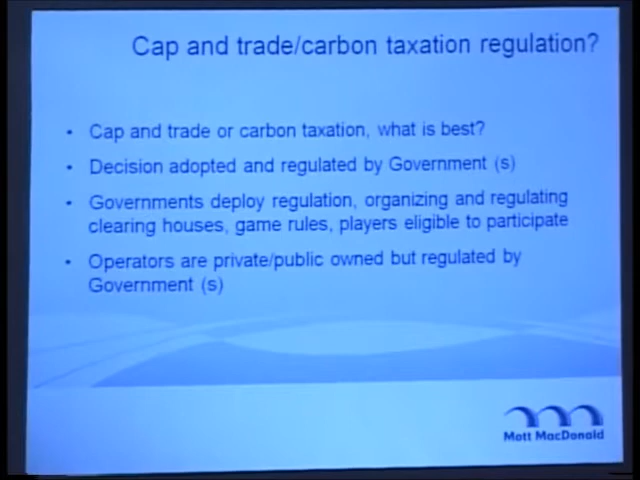 Cap and trade/carbon taxation regulation?
• Cap and trade or carbon taxation, what is best?
• Decision adopted and regulated by Government (s)
• Governments deploy regulation, organizing and regulating
clearing houses, game rules, players eligible to participate
• Operators are private/public owned but regulated by
Government (s)
Mott MacDonald